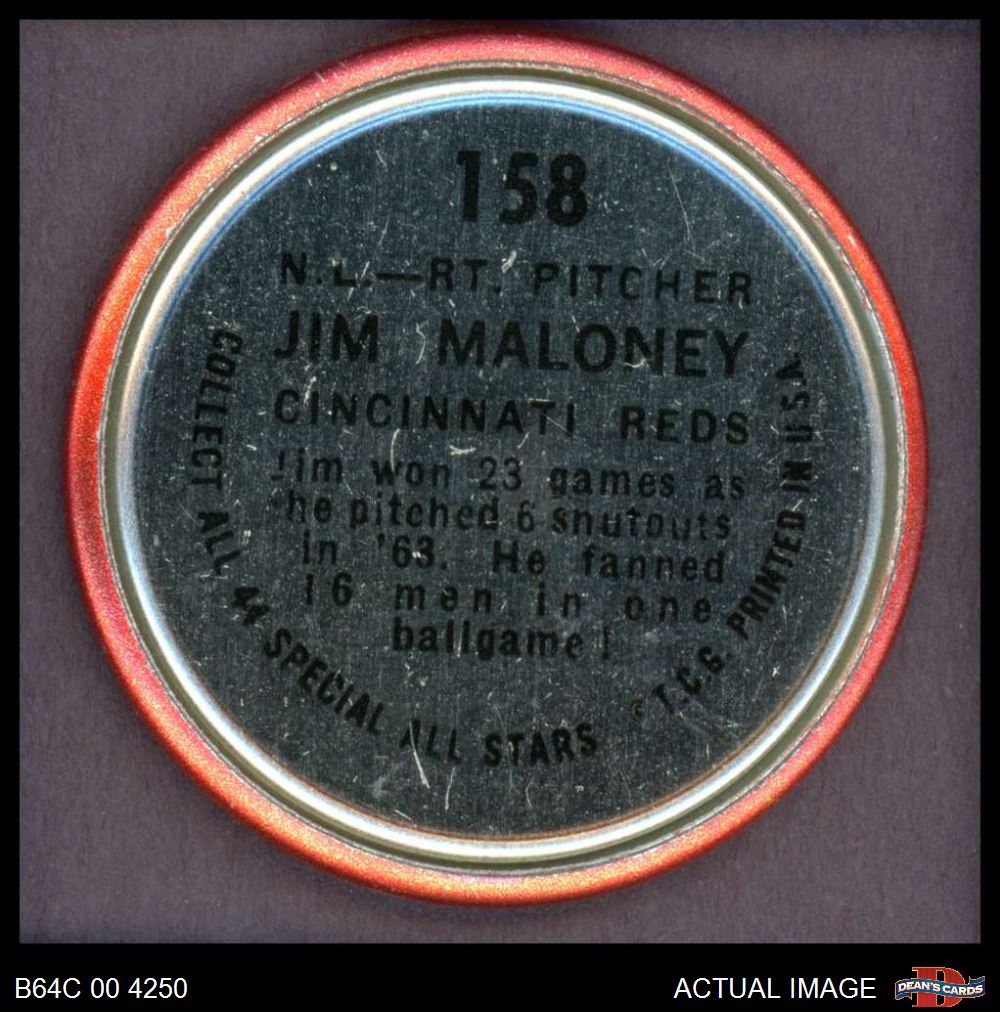 158
N.L.—RT. PITCHER
JIM MALONEY
CINCINNATI REDS
Jim won 23 games as
he pitched 6 shutouts
in '63. He fanned
16 men in one
ballgame!
COLLECT ALL 44 SPECIAL ALL STARS
© T.C.G. PRINTED IN U.S.A.
B64C 00 4250
ACTUAL IMAGE
DEAN'S CARDS